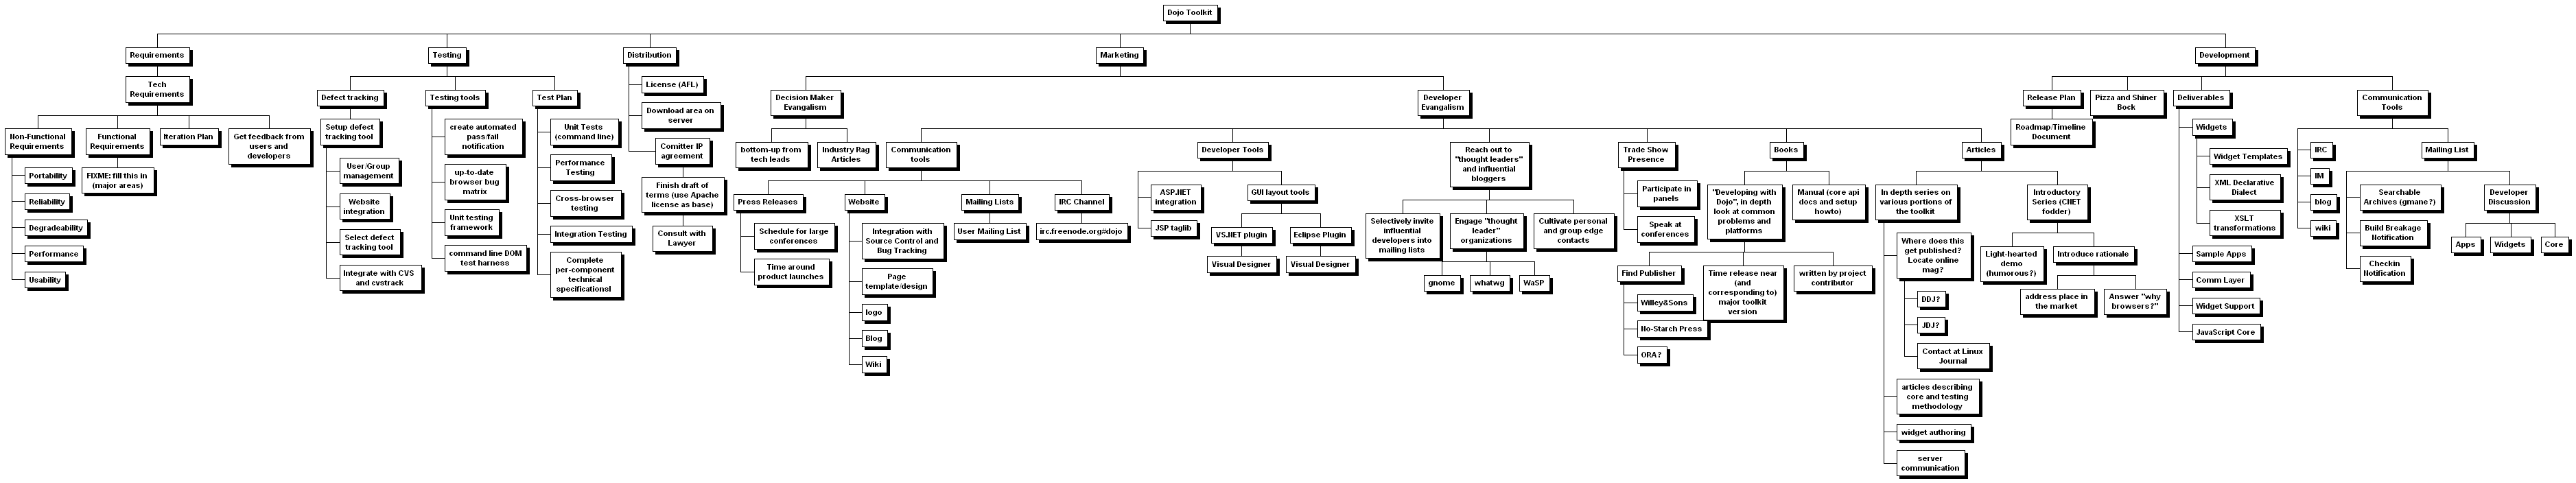 Dojo Toolkit
Requirements
Testing
Distribution
Marketing
Development
Tech
Requirements
Non-Functional
Requirements
Portability
Reliability
Degradeability
Performance
Usability
Functional
Requirements
FIXME: fill this in
(major areas)
Iteration Plan
Get feedback from
users and
developers
Defect tracking
Setup defect
tracking tool
User/Group
management
Website
integration
Select defect
tracking tool
Integrate with CVS
and cvstrack
Testing tools
create automated
pass/fail
notification
up-to-date
browser bug
matrix
Unit testing
framework
command line DOM
test harness
Test Plan
Unit Tests
(command line)
Performance
Testing
Cross-browser
testing
Integration Testing
Complete
per-component
technical
specificationsl
License (AFL)
Download area on
server
Comitter IP
agreement
Finish draft of
terms (use Apache
license as base)
Consult with
Lawyer
Decision Maker
Evangalism
bottom-up from
tech leads
Industry Rag
Articles
Developer
Evangalism
Communication
tools
Press Releases
Schedule for large
conferences
Time around
product launches
Website
Integration with
Source Control and
Bug Tracking
Page
template/design
logo
Blog
Wiki
Mailing Lists
User Mailing List
IRC Channel
irc.freenode.org#dojo
Developer Tools
ASP.NET
integration
JSP taglib
GUI layout tools
VS.NET plugin
Visual Designer
Eclipse Plugin
Visual Designer
Reach out to
"thought leaders"
and influential
bloggers
Selectively invite
influential
developers into
mailing lists
Engage "thought
leader"
organizations
gnome
whatwg
WaSP
Cultivate personal
and group edge
contacts
Trade Show
Presence
Participate in
panels
Speak at
conferences
Books
"Developing with
Dojo", in depth
look at common
problems and
platforms
Find Publisher
Willey&Sons
No-Starch Press
ORA?
Time release near
(and
corresponding to)
major toolkit
version
written by project
contributor
Manual (core api
docs and setup
howto)
Articles
In depth series on
various portions of
the toolkit
Where does this
get published?
Locate online
mag?
DDJ?
JDJ?
Contact at Linux
Journal
articles describing
core and testing
methodology
widget authoring
server
communication
Introductory
Series (CNET
fodder)
Light-hearted
demo
(humorous?)
Introduce rationale
address place in
the market
Answer "why
browsers?"
Release Plan
Roadmap/Timeline
Document
Pizza and Shiner
Bock
Deliverables
Widgets
Widget Templates
XML Declarative
Dialect
XSLT
transformations
Sample Apps
Comm Layer
Widget Support
JavaScript Core
Communication
Tools
IRC
IM
blog
wiki
Mailing List
Searchable
Archives (gmane?)
Build Breakage
Notification
Checkin
Notification
Developer
Discussion
Apps
Widgets
Core